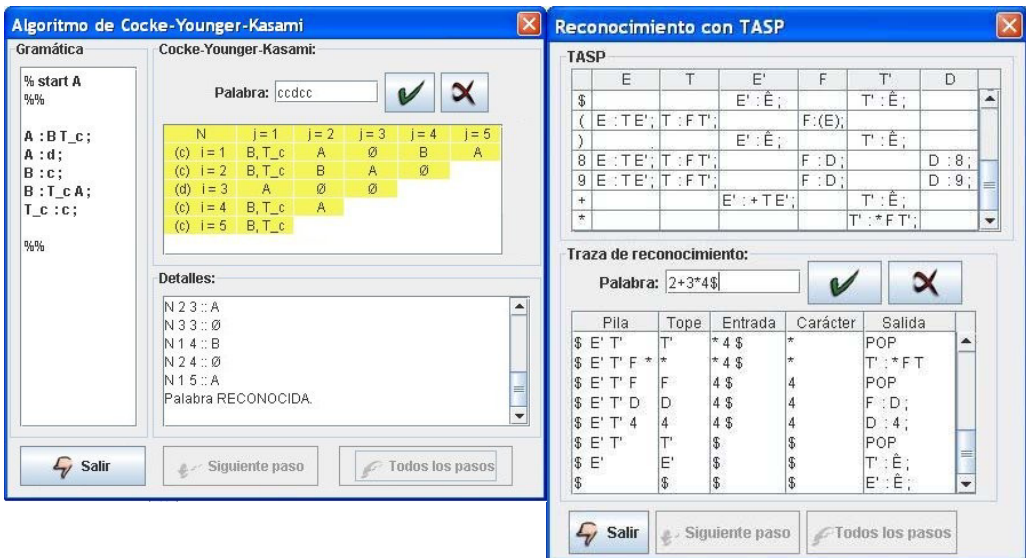 Algoritmo de Cocke-Younger-Kasami
Gramática
% start A
%%
A :B T_c;
A :d;
B :c;
B :T_c A;
T_c :c;
%%
Cocke-Younger-Kasami:
Palabra: ccdcc
N j = 1 j = 2 j = 3 j = 4 j = 5
(c) i = 1 B, T_c A Ø B A
(c) i = 2 B, T_c B A Ø
(d) i = 3 A Ø Ø
(c) i = 4 B, T_c A
(c) i = 5 B, T_c
Detalles:
N 2 3 :: A
N 3 3 :: Ø
N 1 4 :: B
N 2 4 :: Ø
N 1 5 :: A
Palabra RECONOCIDA.
Salir Siguiente paso Todos los pasos
Reconocimiento con TASP
TASP
E T E' F T' D
$ E' : Ê ; T' : Ê ;
( E : T E'; T : F T'; F:(E);
) E' : Ê ; T' : Ê ;
8 E : T E'; T : F T'; F : D ; D : 8 ;
9 E : T E'; T : F T'; F : D ; D : 9 ;
+ E' : + T E'; T' : Ê ;
* T' : * F T';
Traza de reconocimiento:
Palabra: 2+3*4$
Pila Tope Entrada Carácter Salida
$ E' T' T' * 4 $ * POP
$ E' T' F * * * 4 $ * T' : * F T
$ E' T' F F 4 $ 4 POP
$ E' T' D D 4 $ 4 F : D ;
$ E' T' 4 4 4 $ 4 D : 4 ;
$ E' T' T' $ $ POP
$ E' E' $ $ T' : Ê ;
$ $ $ $ E' : Ê ;
Salir Siguiente paso Todos los pasos